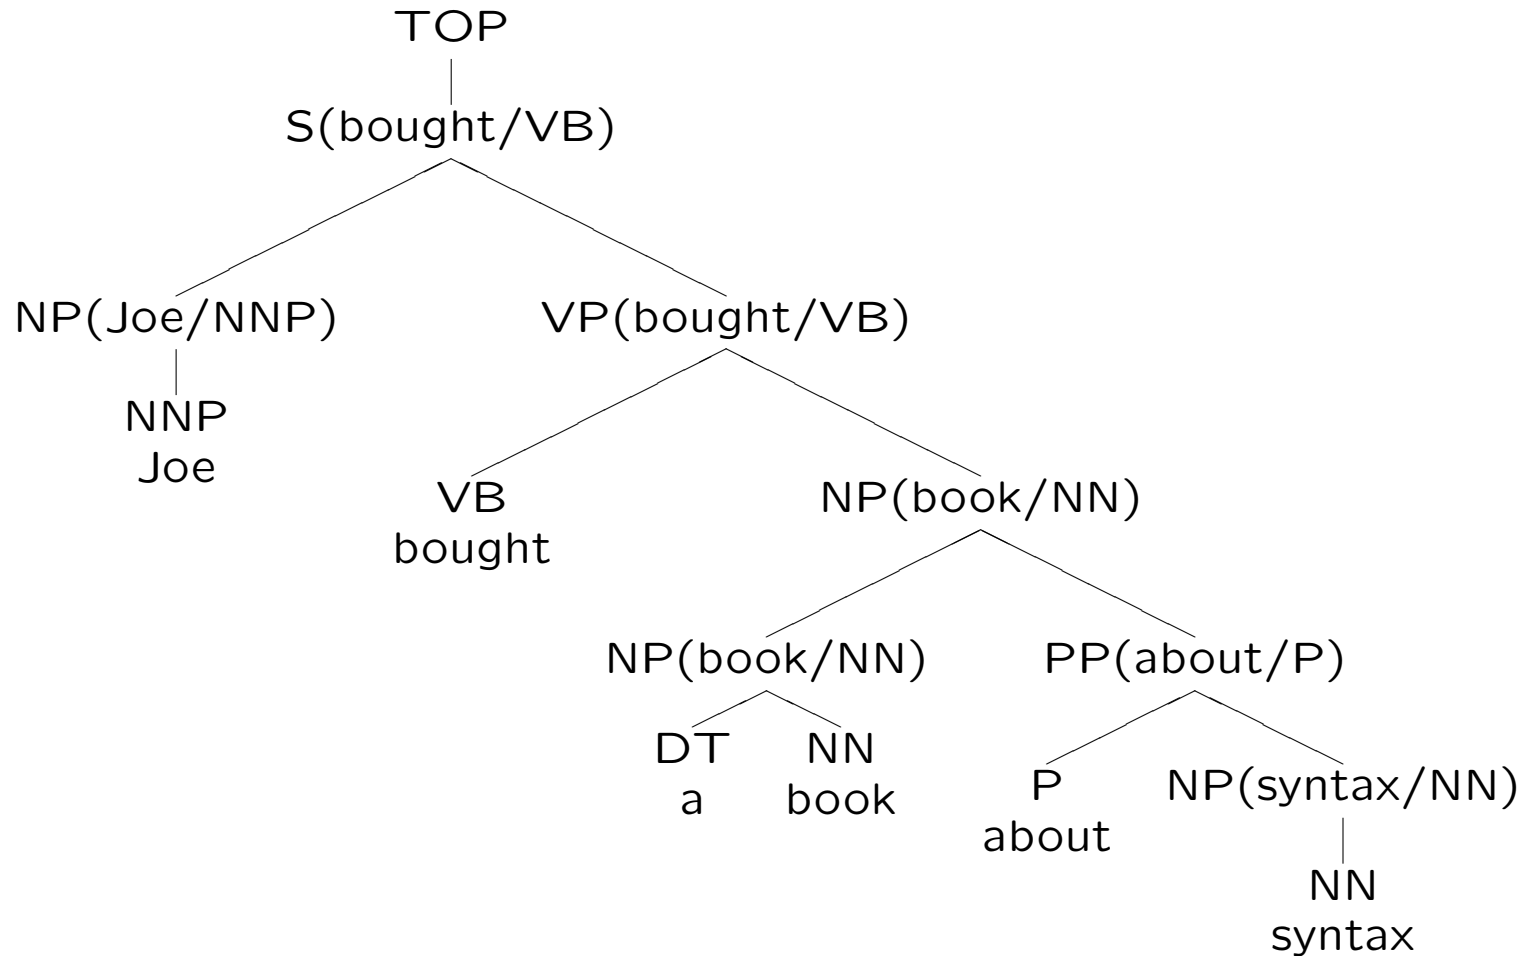 TOP
S(bought/VB)
NP(Joe/NNP) VP(bought/VB)
NNP
Joe
VB NP(book/NN)
bought
NP(book/NN) PP(about/P)
DT NN
a book
P NP(syntax/NN)
about
NN
syntax